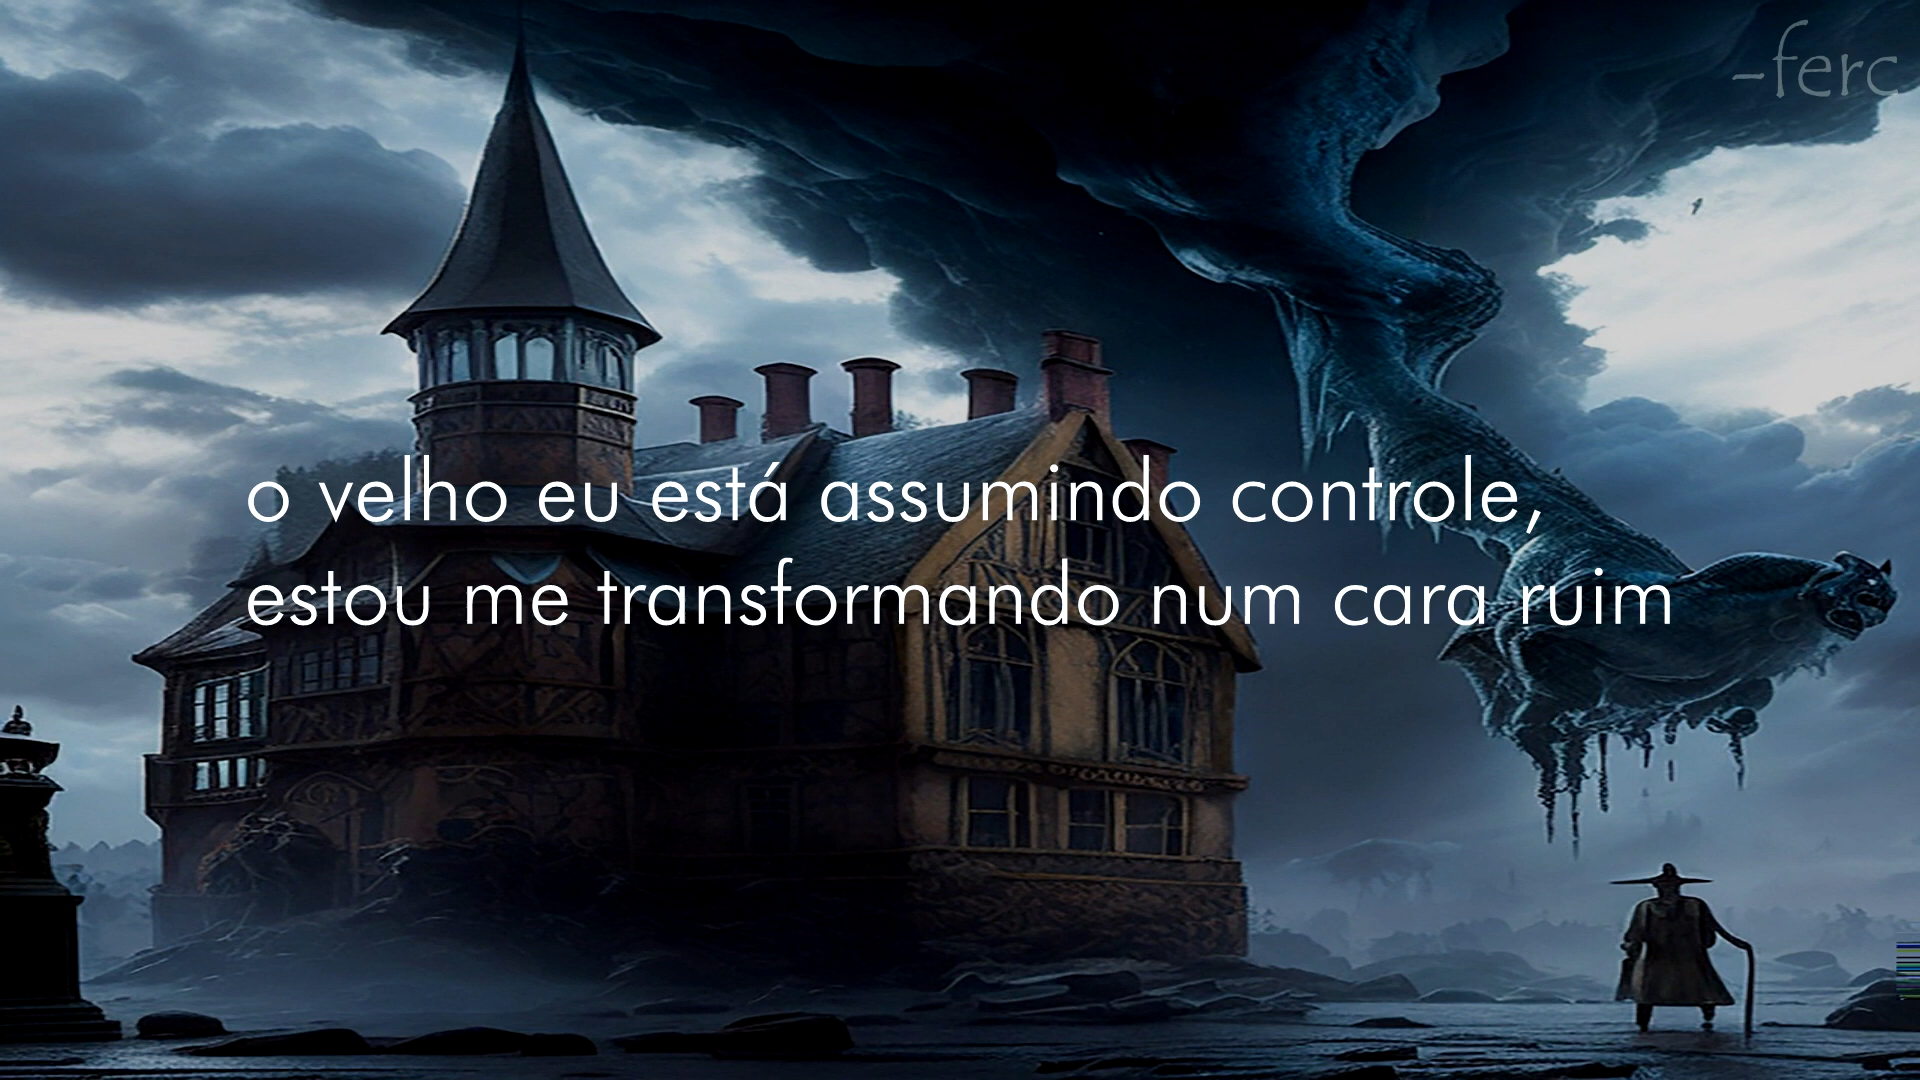 -ferc
o velho eu está assumindo controle,
estou me transformando num cara ruim